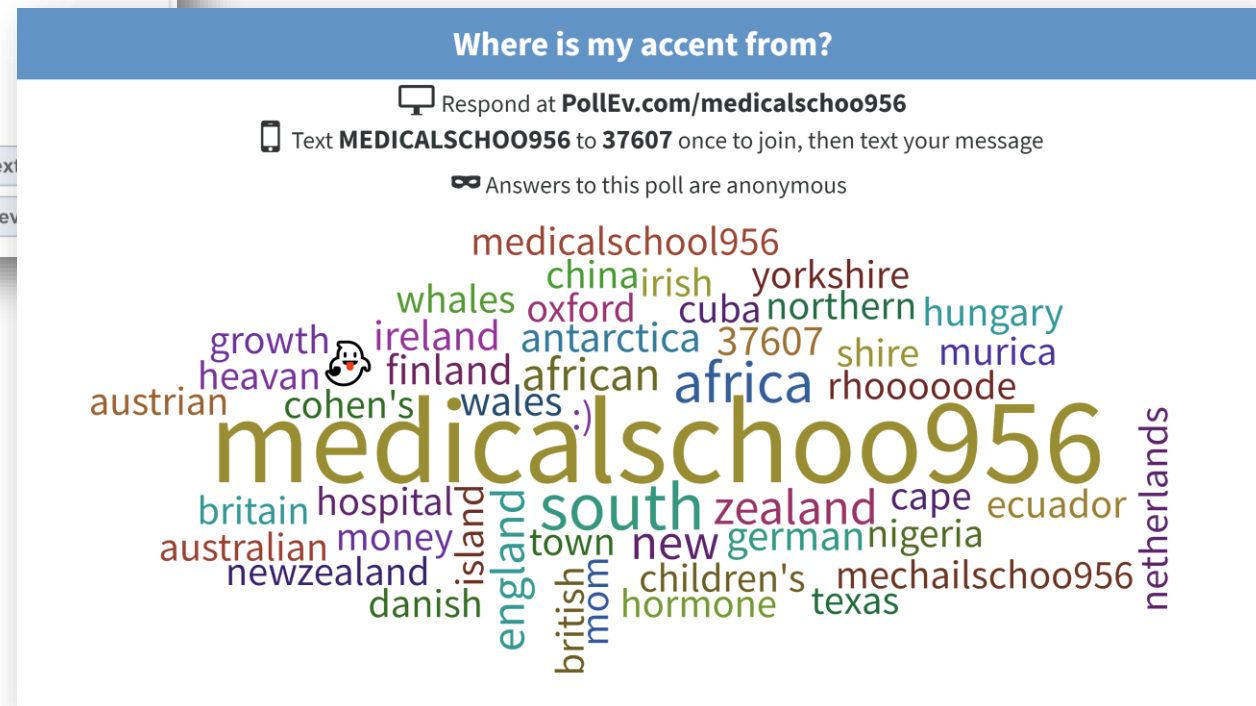 Where is my accent from?
Respond at PollEv.com/medicalschoo956
Text MEDICALSCHOO956 to 37607 once to join, then text your message
Answers to this poll are anonymous
medicalschool956
china irish yorkshire
whales oxford cuba northern hungary
growth ireland antarctica 37607 shire murica
heavan finland african africa rhooooode
austrian cohen's wales :)
medicalschoo956
netherlands
britain hospital island england south zealand cape ecuador
australian money town new german nigeria
newzealand british mom children's mechailschoo956
danish hormone texas